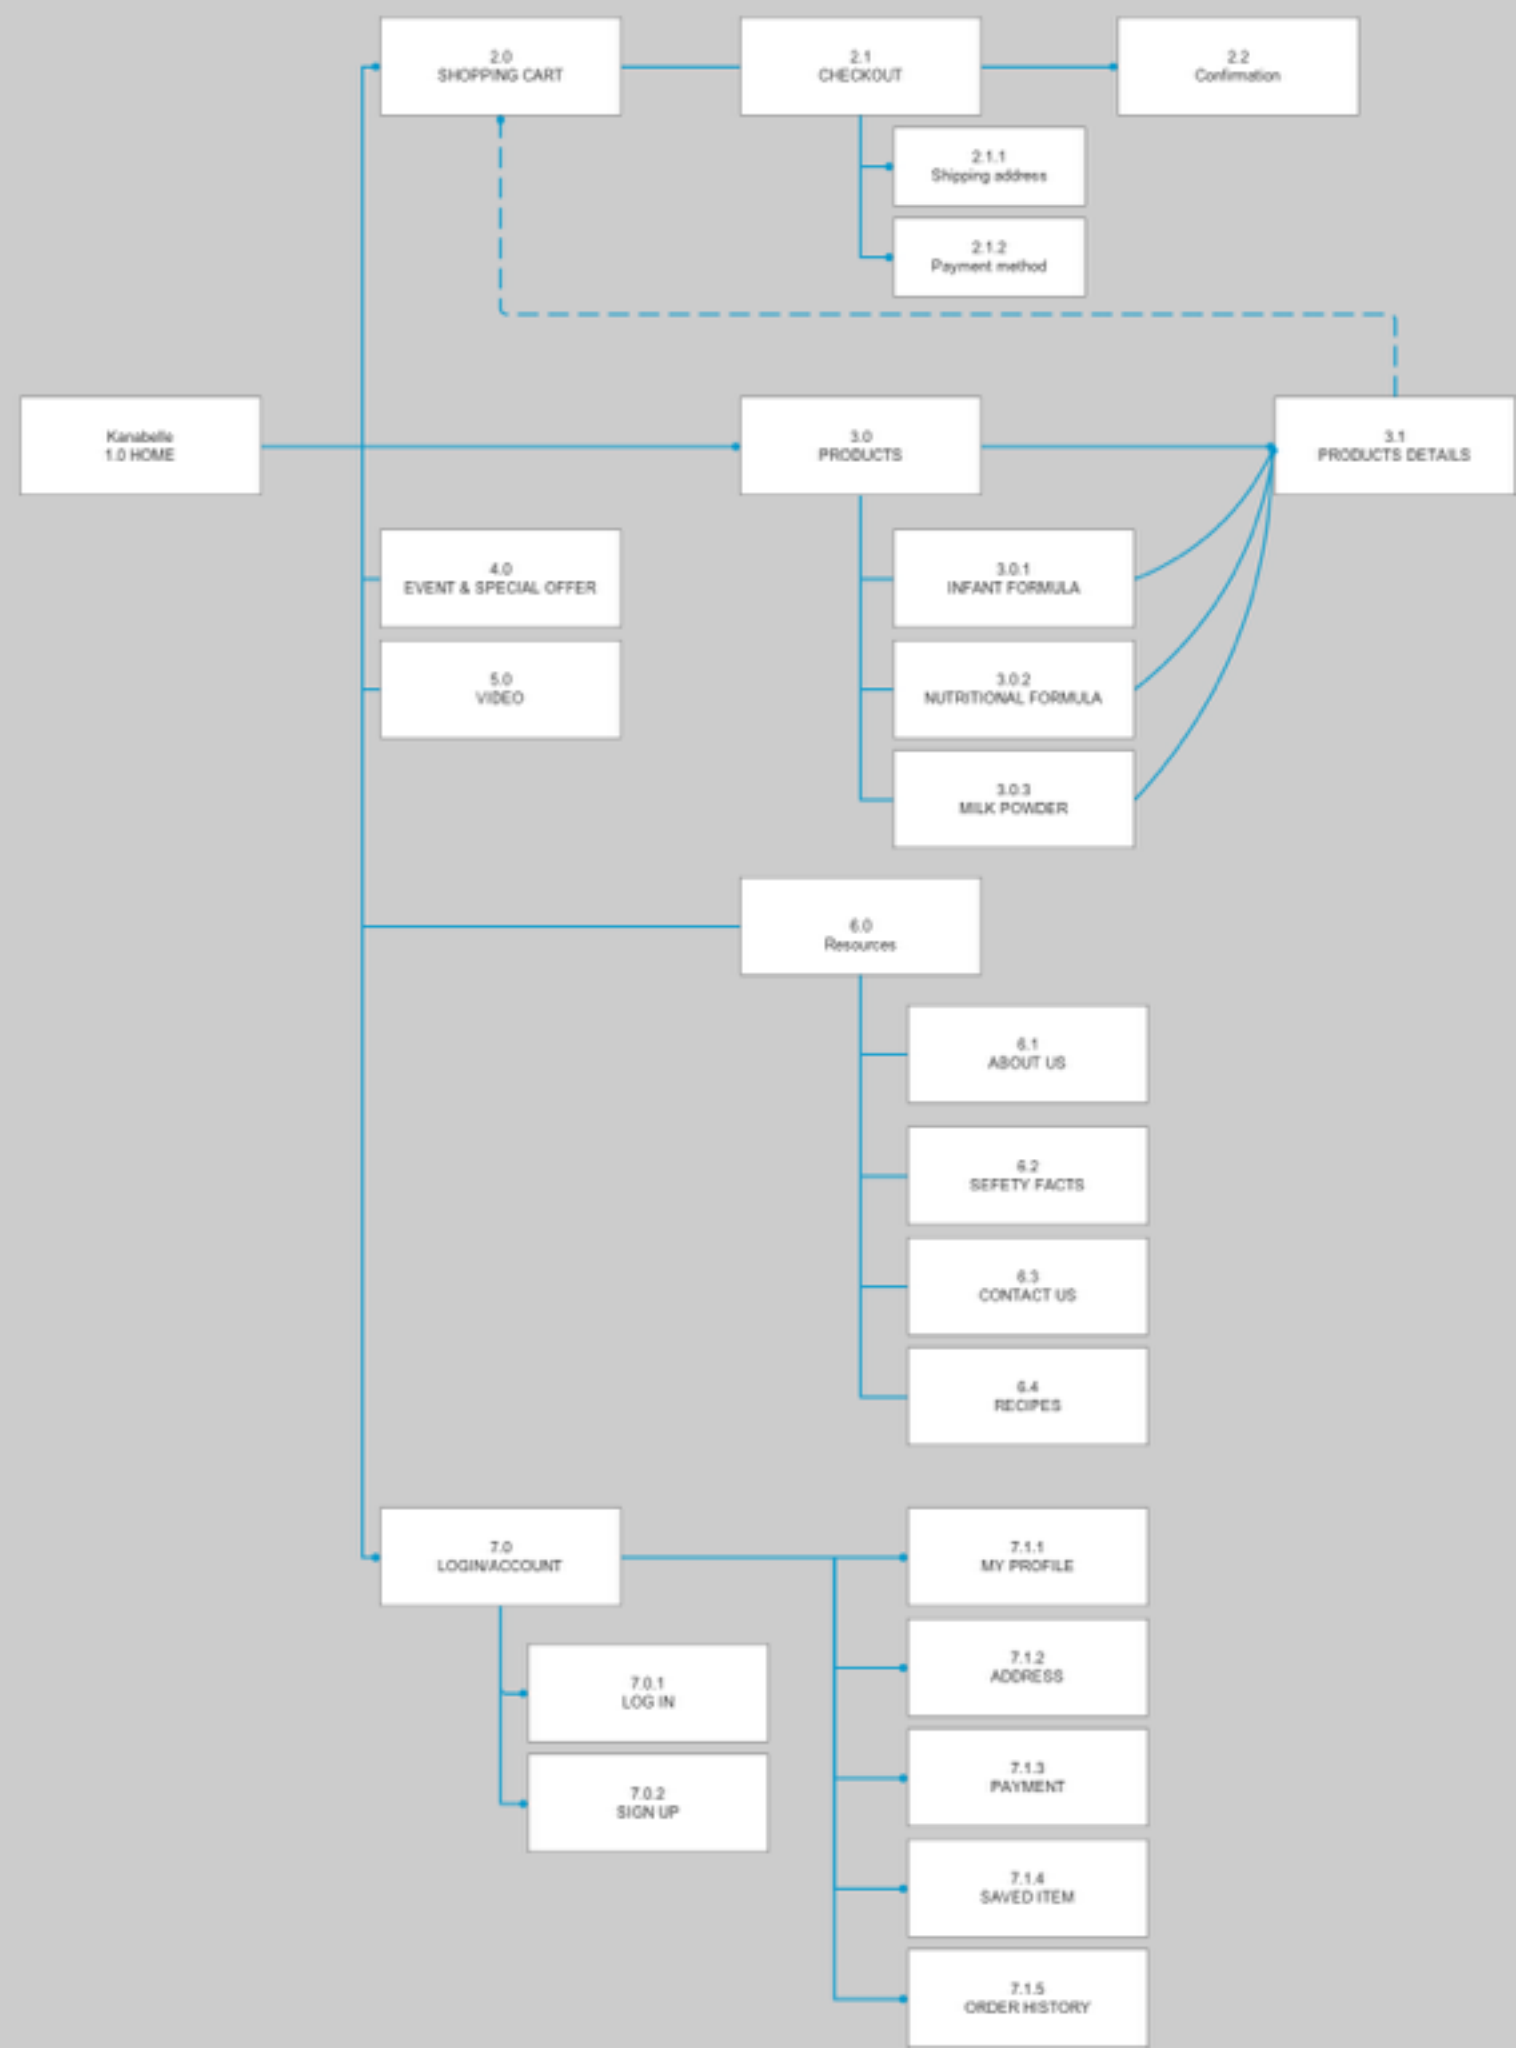 2.0
SHOPPING CART
2.1
CHECKOUT
2.2
Confirmation
2.1.1
Shipping address
2.1.2
Payment method
Kanabelle
1.0 HOME
3.0
PRODUCTS
3.1
PRODUCTS DETAILS
4.0
EVENT & SPECIAL OFFER
3.0.1
INFANT FORMULA
5.0
VIDEO
3.0.2
NUTRITIONAL FORMULA
3.0.3
MILK POWDER
6.0
Resources
6.1
ABOUT US
6.2
SEFETY FACTS
6.3
CONTACT US
6.4
RECIPES
7.0
LOGIN/ACCOUNT
7.1.1
MY PROFILE
7.0.1
LOG IN
7.1.2
ADDRESS
7.0.2
SIGN UP
7.1.3
PAYMENT
7.1.4
SAVED ITEM
7.1.5
ORDER HISTORY